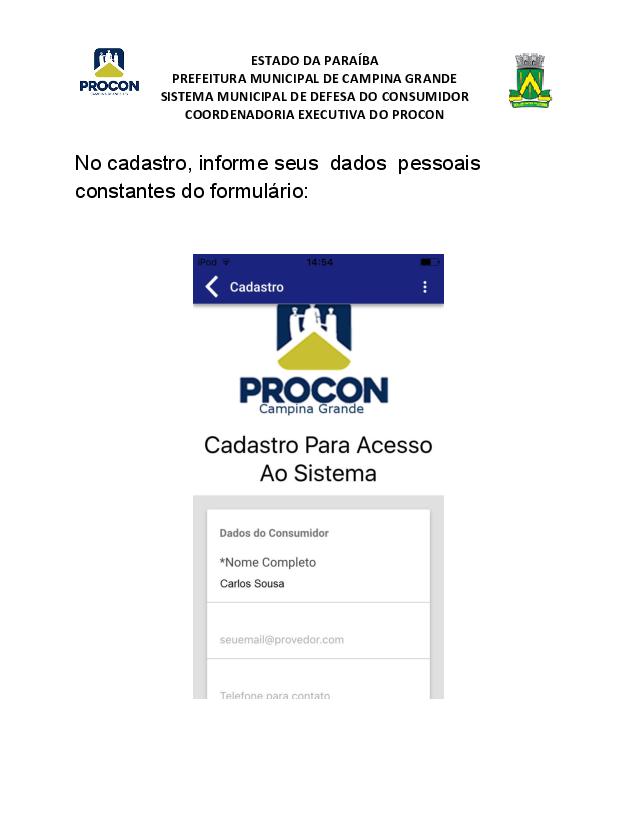 PROCON
ESTADO DA PARAÍBA
PREFEITURA MUNICIPAL DE CAMPINA GRANDE
SISTEMA MUNICIPAL DE DEFESA DO CONSUMIDOR
COORDENADORIA EXECUTIVA DO PROCON
No cadastro, informe seus dados pessoais
constantes do formulário:
iPod 14:54
Cadastro
PROCON
Campina Grande
Cadastro Para Acesso
Ao Sistema
Dados do Consumidor
*Nome Completo
Carlos Sousa
seuemail@provedor.com
Telefone para contato